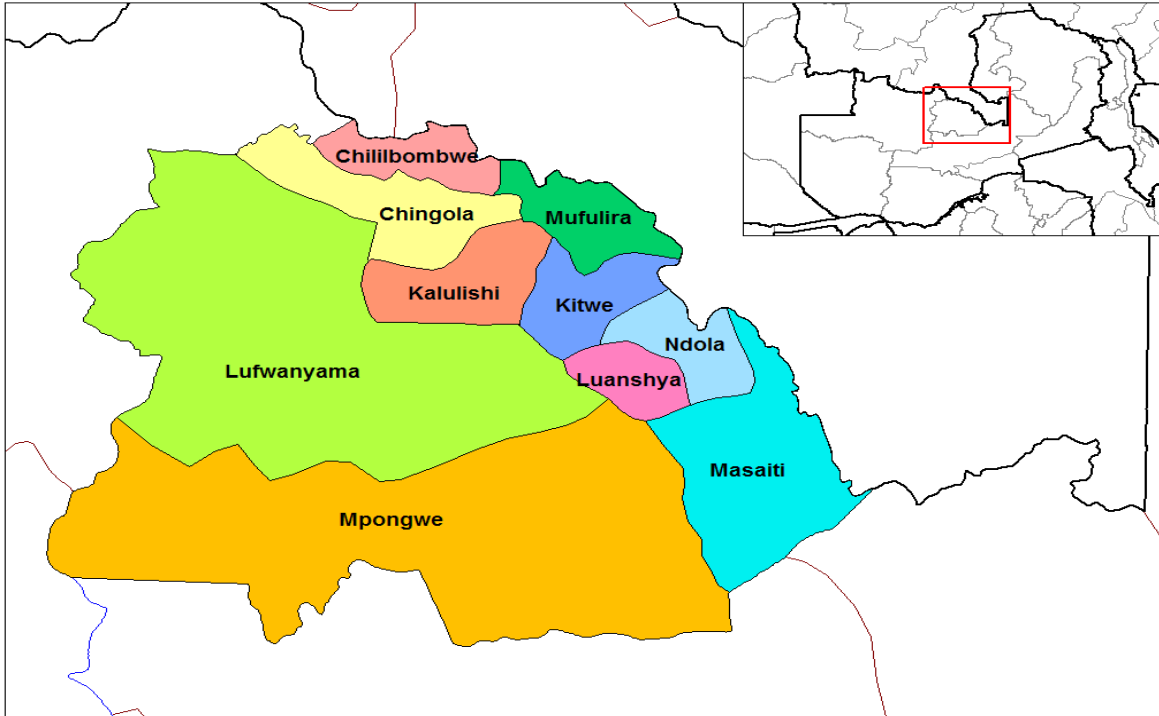 Chililbombwe
Chingola
Mufulira
Kalulishi
Kitwe
Ndola
Lufwanyama
Luanshya
Masaiti
Mpongwe